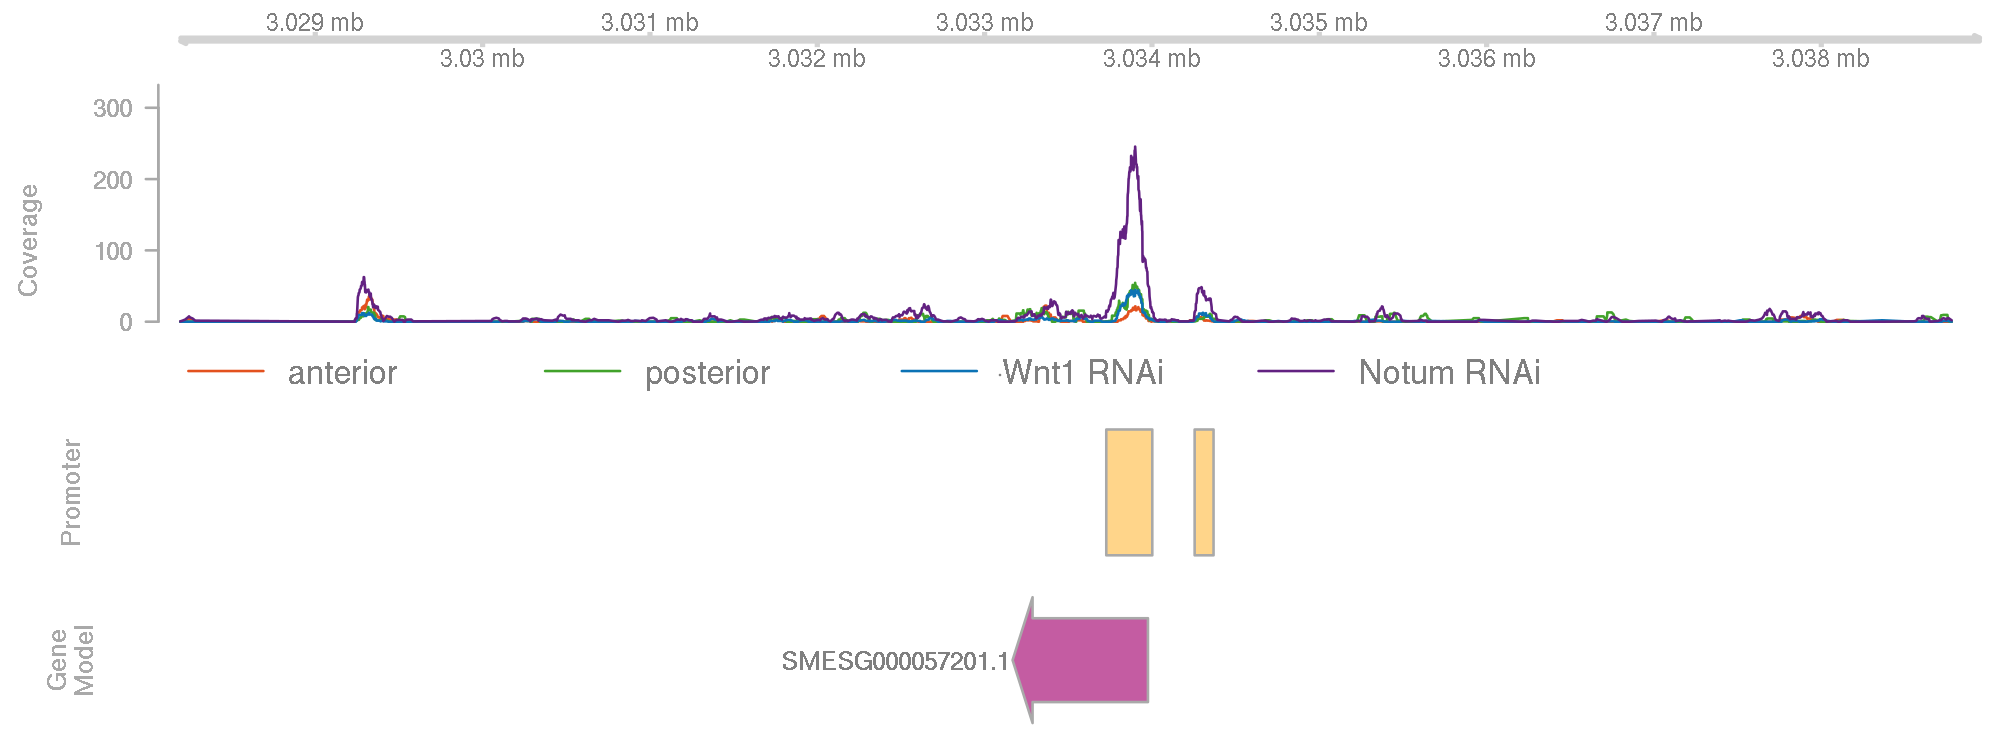 3.029 mb 3.031 mb 3.033 mb 3.035 mb 3.037 mb
3.03 mb 3.032 mb 3.034 mb 3.036 mb 3.038 mb
Coverage
300
200
100
0
anterior posterior Wnt1 RNAi Notum RNAi
Promoter
Gene
Model
SMESG000057201.1